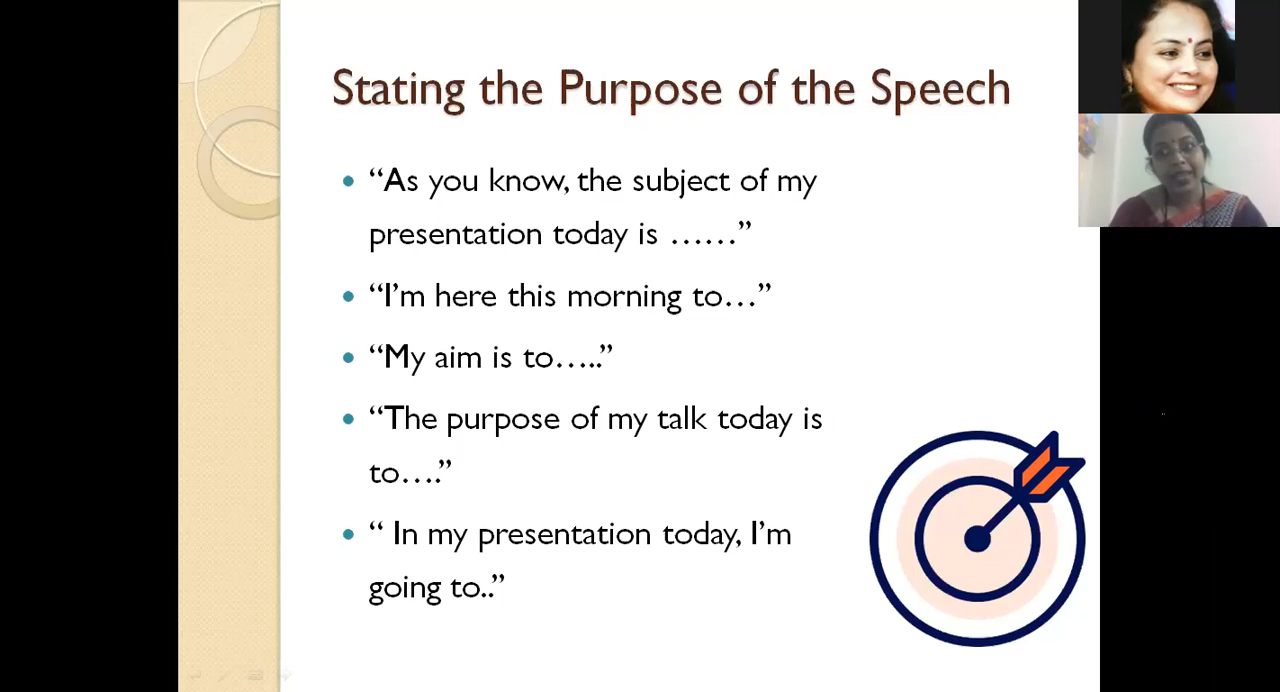 Stating the Purpose of the Speech
“As you know, the subject of my
presentation today is ……”
“I’m here this morning to…”
“My aim is to…..”
“The purpose of my talk today is
to….”
“ In my presentation today, I’m
going to..”